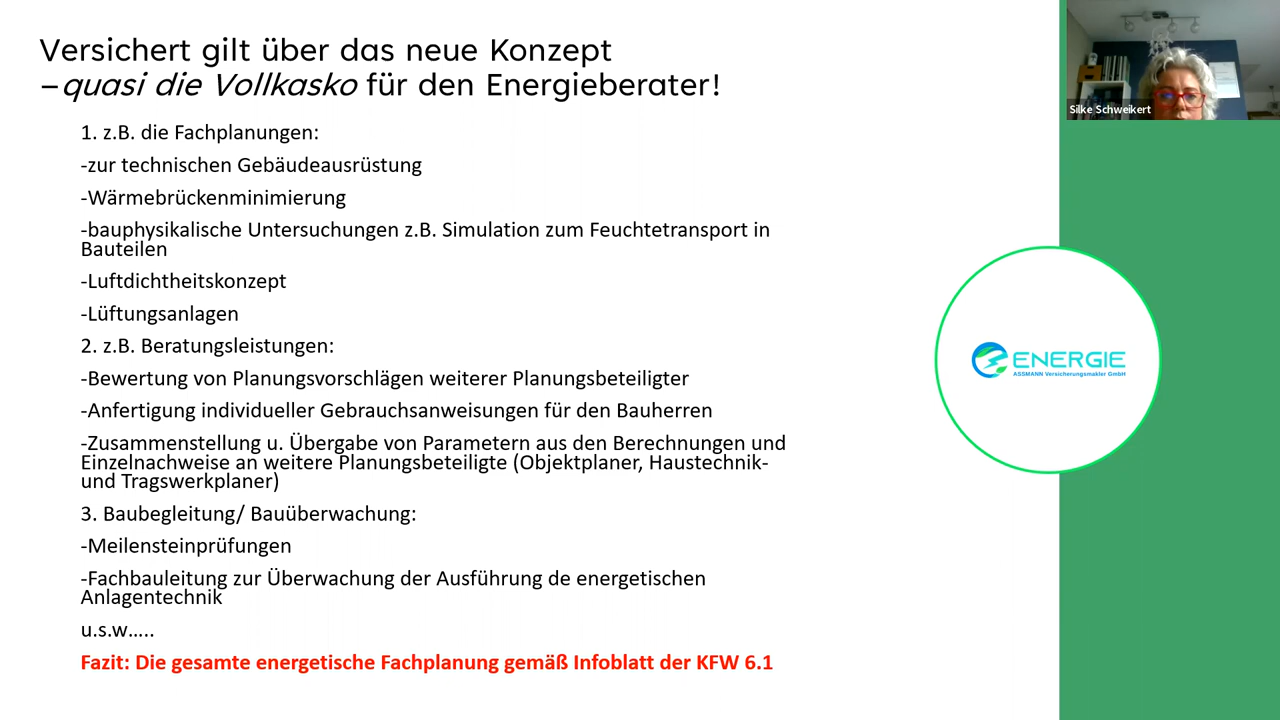 Versichert gilt über das neue Konzept
–quasi die Vollkasko für den Energieberater!
1. z.B. die Fachplanungen:
-zur technischen Gebäudeausrüstung
-Wärmebrückenminimierung
-bauphysikalische Untersuchungen z.B. Simulation zum Feuchtetransport in
Bauteilen
-Luftdichtheitskonzept
-Lüftungsanlagen
2. z.B. Beratungsleistungen:
-Bewertung von Planungsvorschlägen weiterer Planungsbeteiligter
-Anfertigung individueller Gebrauchsanweisungen für den Bauherren
-Zusammenstellung u. Übergabe von Parametern aus den Berechnungen und
Einzelnachweise an weitere Planungsbeteiligte (Objektplaner, Haustechnik-
und Tragswerkplaner)
3. Baubegleitung/ Bauüberwachung:
-Meilensteinprüfungen
-Fachbauleitung zur Überwachung der Ausführung de energetischen
Anlagentechnik
u.s.w…..
Fazit: Die gesamte energetische Fachplanung gemäß Infoblatt der KFW 6.1
Silke Schweikert
ENERGIE
ASSMANN Versicherungsmakler GmbH